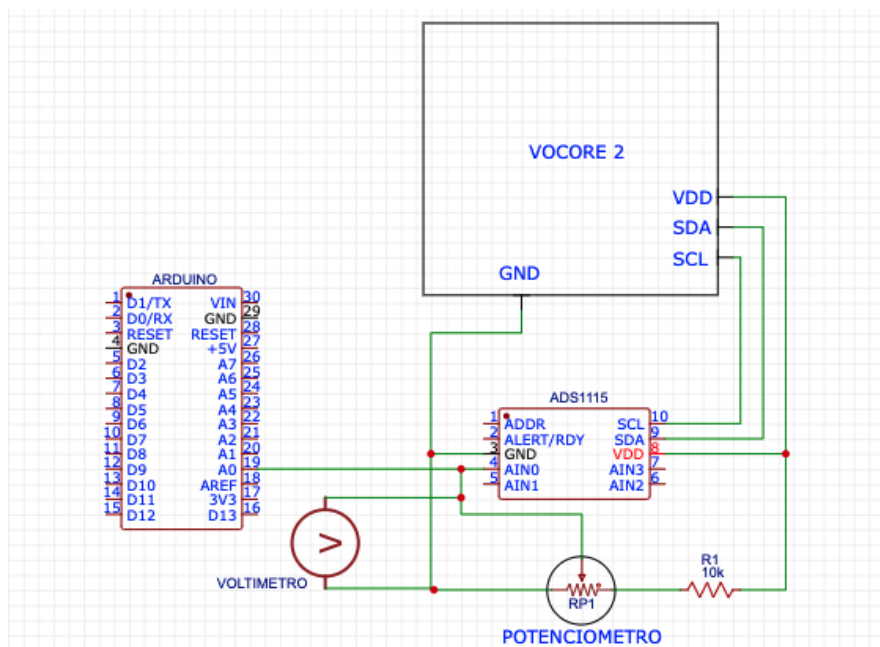 VOCORE 2
VDD
SDA
SCL
GND
ARDUINO
1 D1/TX VIN 30
2 D0/RX GND 29
3 RESET RESET 28
4 GND +5V 27
5 D2 A7 26
6 D3 A6 25
7 D4 A5 24
8 D5 A4 23
9 D6 A3 22
10 D7 A2 21
11 D8 A1 20
12 D9 A0 19
13 D10 AREF 18
14 D11 3V3 17
15 D12 D13 16
ADS1115
1 ADDR SCL 10
2 ALERT/RDY SDA 9
3 GND VDD 8
4 AIN0 AIN3 7
5 AIN1 AIN2 6
V
VOLTIMETRO
R1
10k
RP1
POTENCIOMETRO